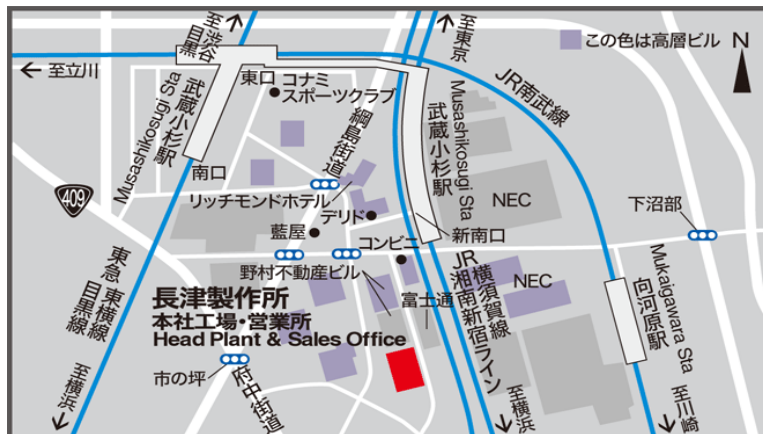 至渋谷
目黒
至東京
この色は高層ビル
N
至立川
東口
コナミ
スポーツクラブ
Musashikosugi Sta
武蔵小杉駅
綱島街道
Musashikosugi Sta
武蔵小杉駅
JR南武線
南口
409
リッチモンドホテル
デリド
NEC
下沼部
藍屋
コンビニ
新南口
野村不動産ビル
富士通
NEC
Mukaigawara Sta
向河原駅
東急 東横線
目黒線
長津製作所
本社工場・営業所
Head Plant & Sales Office
JR横須賀線
湘南新宿ライン
市の坪
府中街道
至横浜
至横浜
至川崎